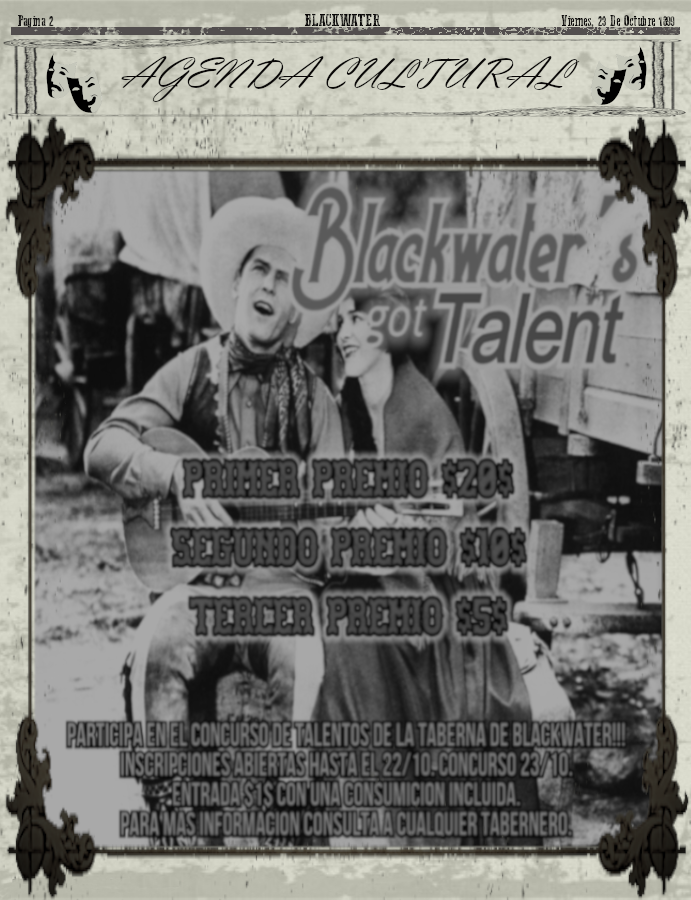 Pagina 2
BLACKWATER
Viernes, 23 De Octubre 1899
AGENDA CULTURAL
Blackwater's
got Talent
PRIMER PREMIO $20$
SEGUNDO PREMIO $10$
TERCER PREMIO $5$
PARTICIPA EN EL CONCURSO DE TALENTOS DE LA TABERNA DE BLACKWATER!!!
INSCRIPCIONES ABIERTAS HASTA EL 22/10. CONCURSO 23/10.
ENTRADA $1$ CON UNA CONSUMICION INCLUIDA.
PARA MAS INFORMACION CONSULTA A CUALQUIER TABERNERO.